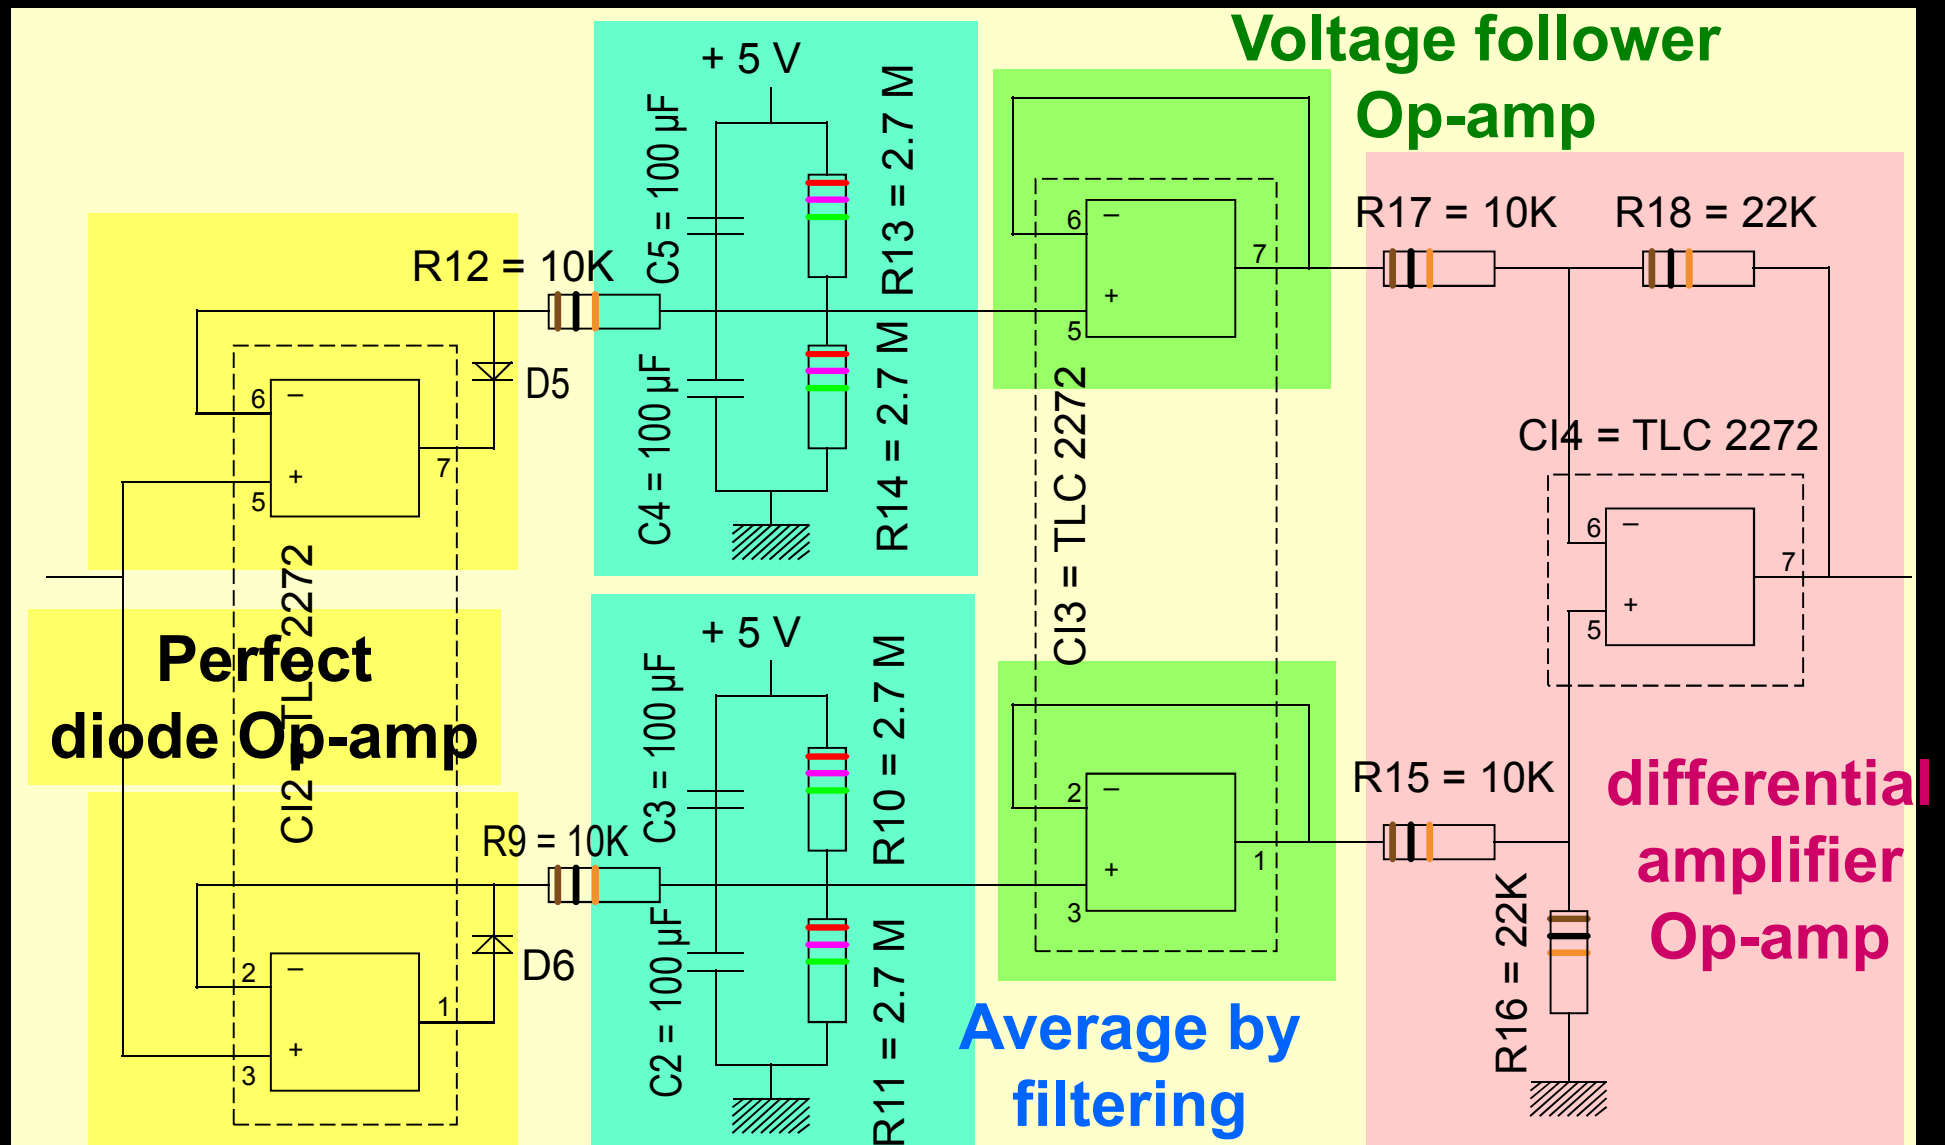 Voltage follower
Op-amp
+ 5 V
C5 = 100 µF
R13 = 2.7 M
R12 = 10K
R17 = 10K
R18 = 22K
6
−
7
+
5
D5
6
−
7
+
5
C4 = 100 µF
R14 = 2.7 M
CI3 = TLC 2272
CI4 = TLC 2272
6
−
7
+
5
CI2 = TLC 2272
Perfect
diode Op-amp
+ 5 V
C3 = 100 µF
R10 = 2.7 M
R9 = 10K
2
−
1
+
3
R15 = 10K
differential
amplifier
Op-amp
D6
2
−
1
+
3
C2 = 100 µF
R11 = 2.7 M
R16 = 22K
Average by
filtering